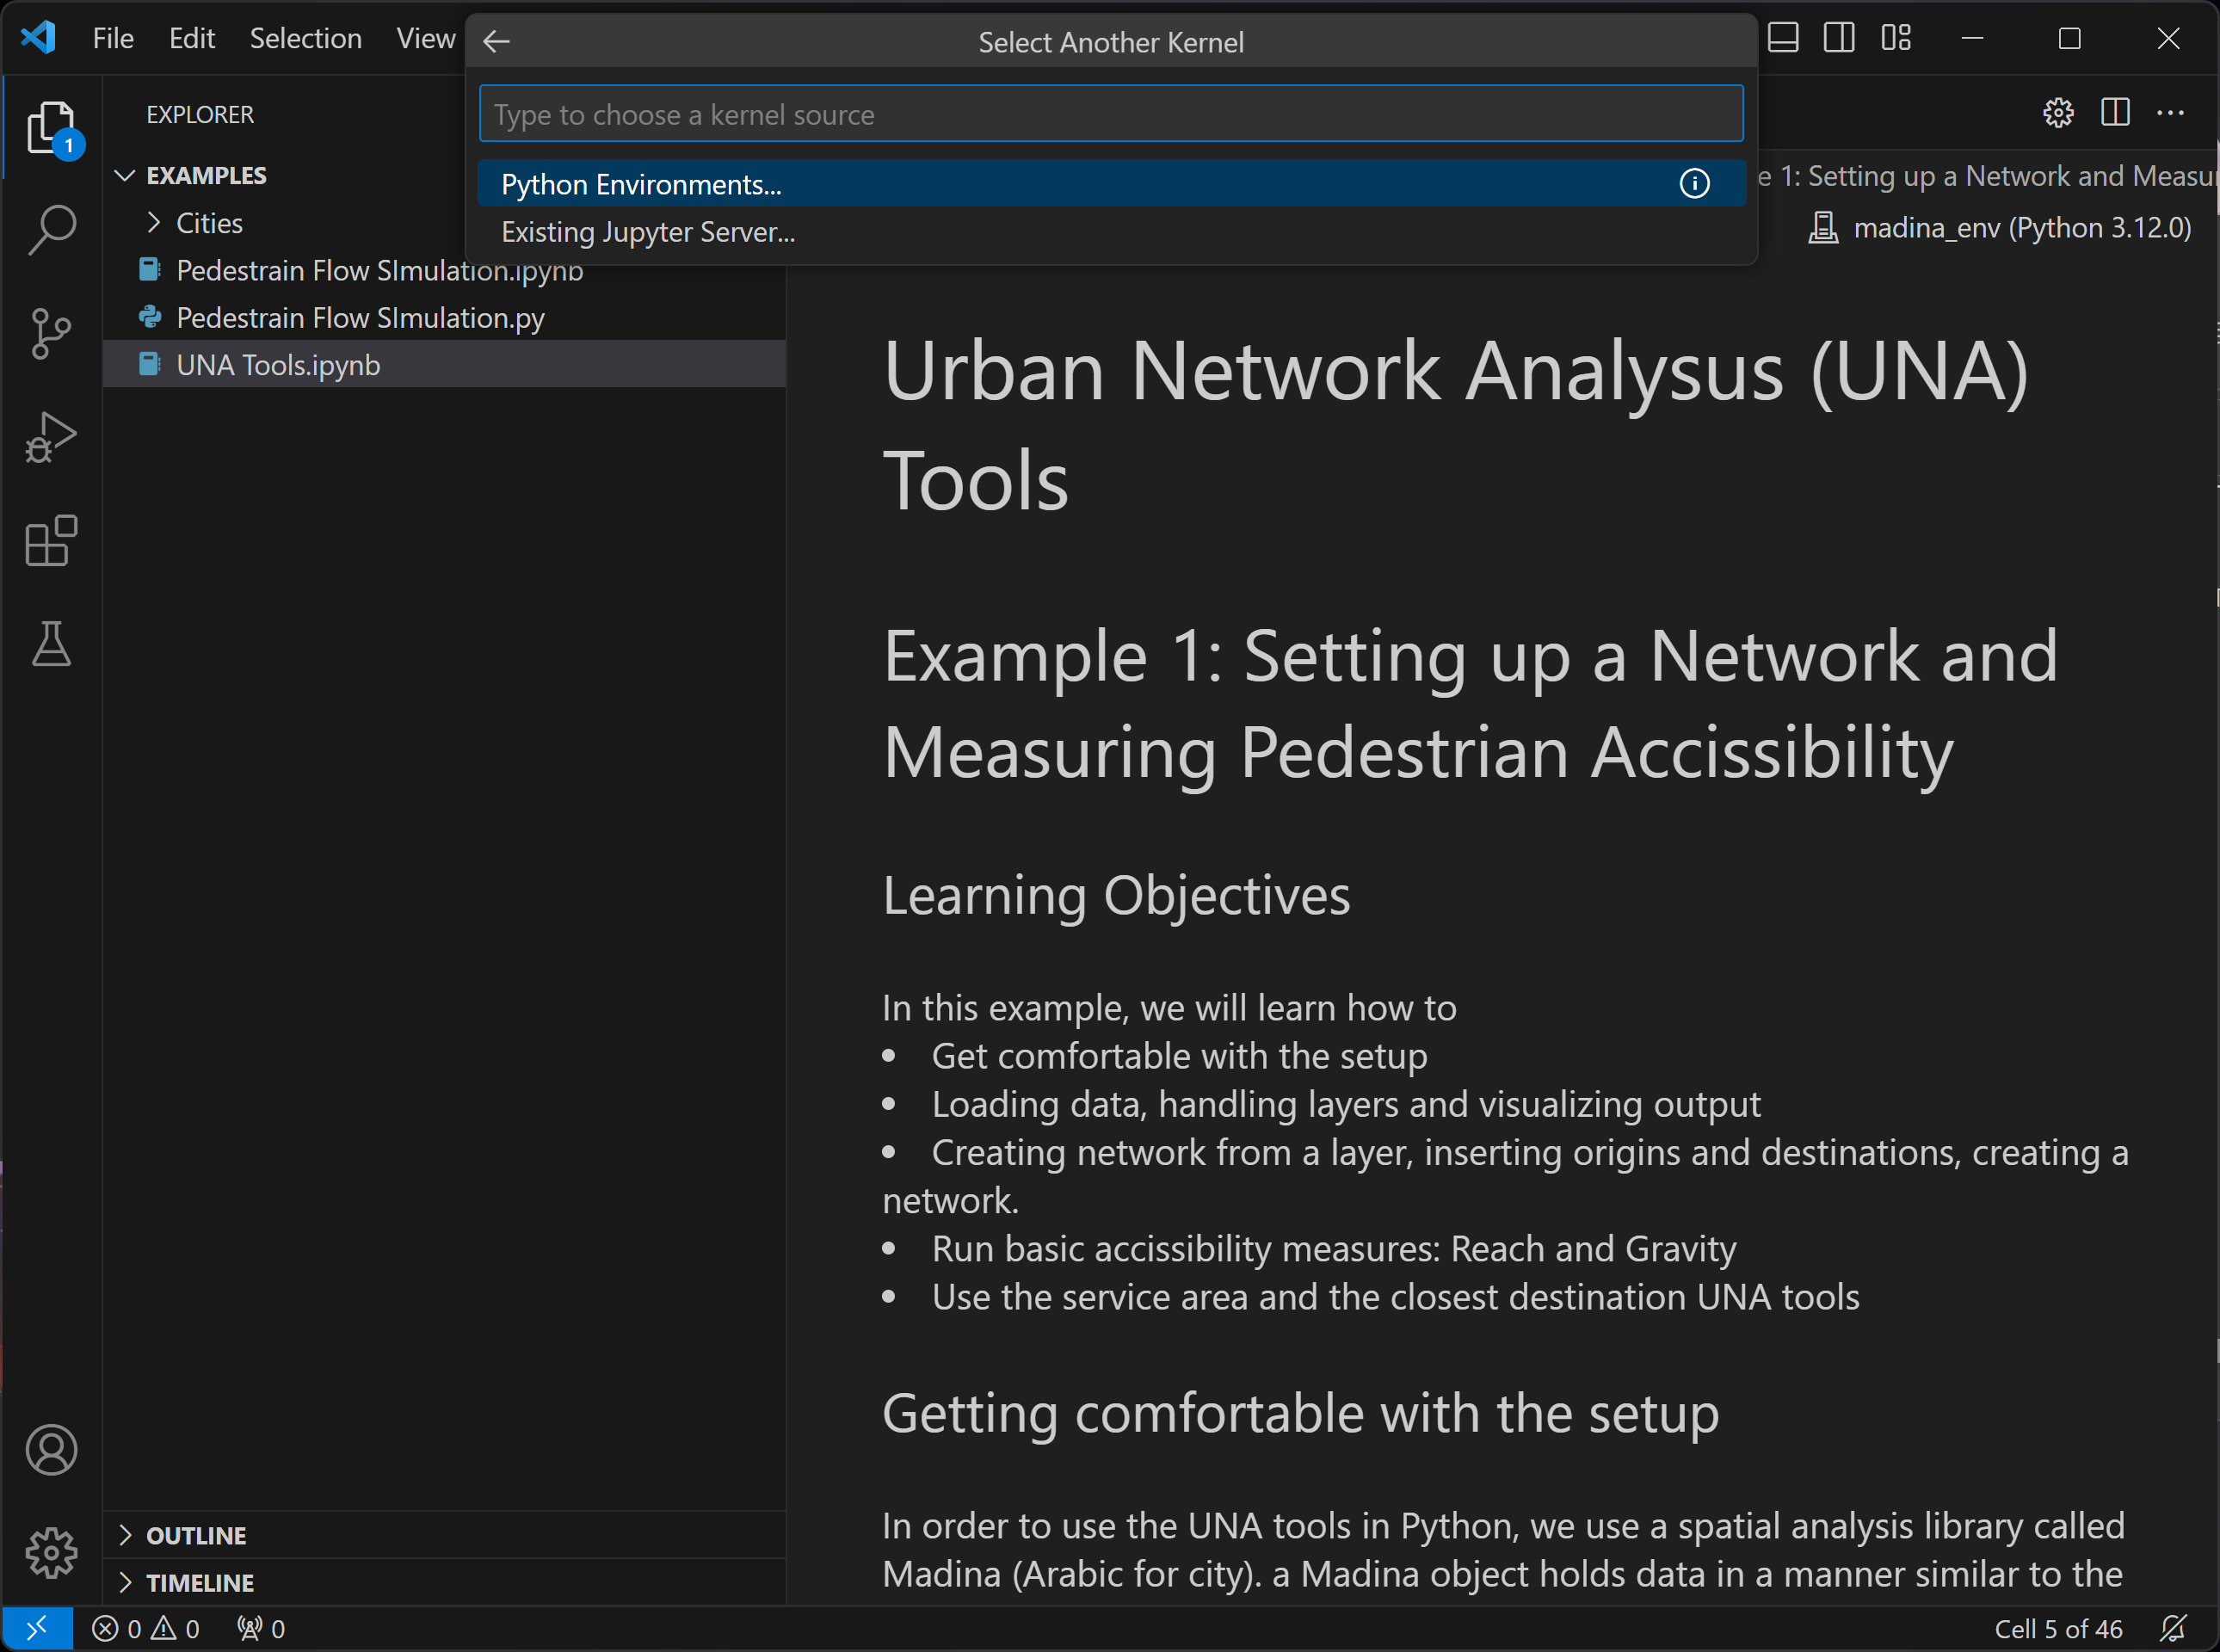 File Edit Selection View
Select Another Kernel
Type to choose a kernel source
Python Environments...
Existing Jupyter Server...
EXPLORER
1
EXAMPLES
Cities
Pedestrain Flow SImulation.ipynb
Pedestrain Flow SImulation.py
UNA Tools.ipynb
e 1: Setting up a Network and Measu
madina_env (Python 3.12.0)
Urban Network Analysus (UNA)
Tools
Example 1: Setting up a Network and
Measuring Pedestrian Accissibility
Learning Objectives
In this example, we will learn how to
• Get comfortable with the setup
• Loading data, handling layers and visualizing output
• Creating network from a layer, inserting origins and destinations, creating a
network.
• Run basic accissibility measures: Reach and Gravity
• Use the service area and the closest destination UNA tools
Getting comfortable with the setup
In order to use the UNA tools in Python, we use a spatial analysis library called
Madina (Arabic for city). a Madina object holds data in a manner similar to the
OUTLINE
TIMELINE
0 0 0
Cell 5 of 46